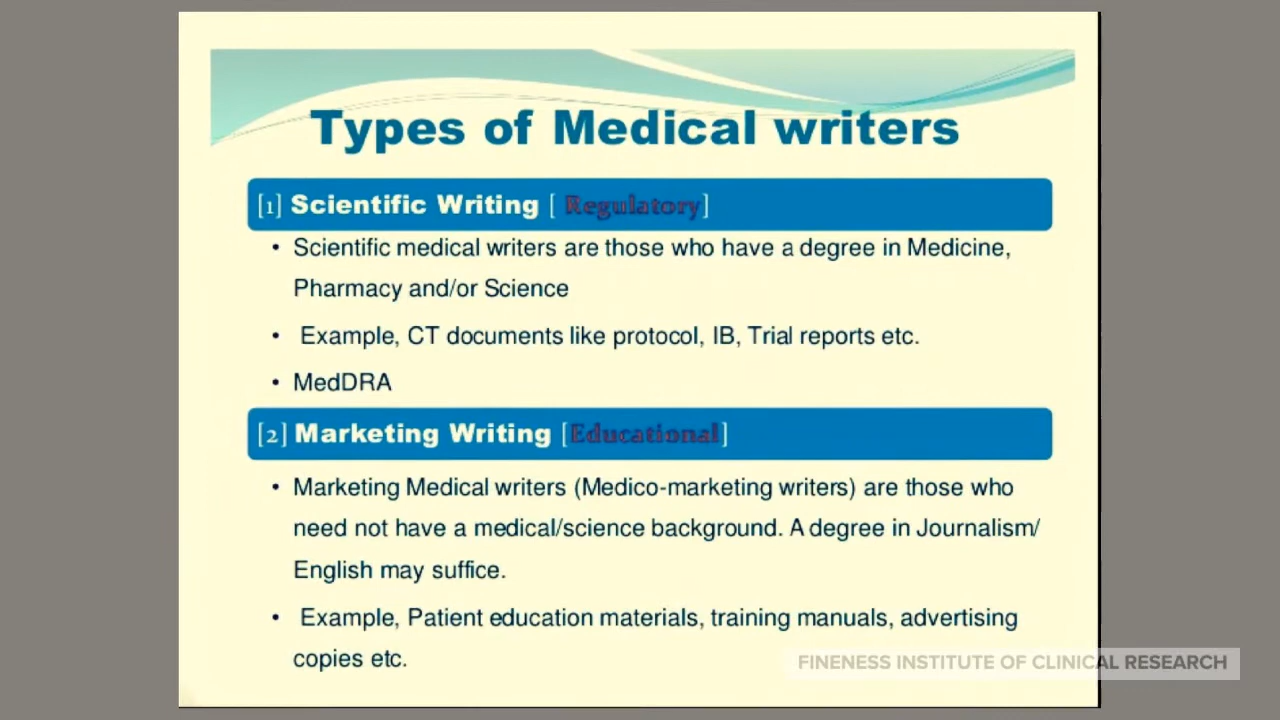 Types of Medical writers
[1] Scientific Writing [ Regulatory]
• Scientific medical writers are those who have a degree in Medicine,
Pharmacy and/or Science
• Example, CT documents like protocol, IB, Trial reports etc.
• MedDRA
[2] Marketing Writing [Educational]
• Marketing Medical writers (Medico-marketing writers) are those who
need not have a medical/science background. A degree in Journalism/
English may suffice.
• Example, Patient education materials, training manuals, advertising
copies etc.
FINENESS INSTITUTE OF CLINICAL RESEARCH